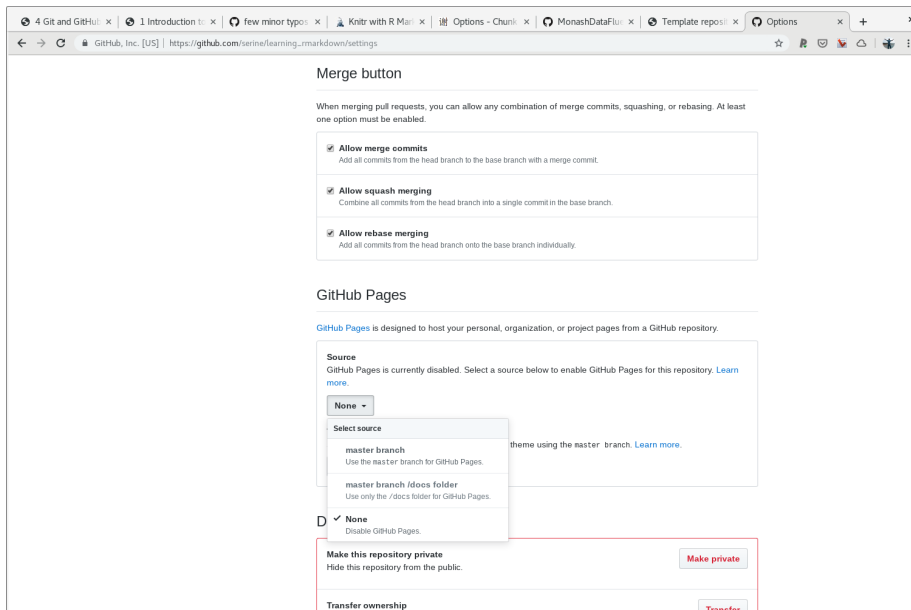 4 Git and GitHub
1 Introduction to
few minor typos
Knitr with R Mar
Options - Chunk
MonashDataFlue
Template reposit
Options
GitHub, Inc. [US] | https://github.com/serine/learning_rmarkdown/settings
Merge button
When merging pull requests, you can allow any combination of merge commits, squashing, or rebasing. At least
one option must be enabled.
Allow merge commits
Add all commits from the head branch to the base branch with a merge commit.
Allow squash merging
Combine all commits from the head branch into a single commit in the base branch.
Allow rebase merging
Add all commits from the head branch onto the base branch individually.
GitHub Pages
GitHub Pages is designed to host your personal, organization, or project pages from a GitHub repository.
Source
GitHub Pages is currently disabled. Select a source below to enable GitHub Pages for this repository. Learn
more.
None
Select source
master branch
Use the master branch for GitHub Pages.
theme using the master branch. Learn more.
master branch /docs folder
Use only the /docs folder for GitHub Pages.
None
Disable GitHub Pages.
D
Make this repository private
Hide this repository from the public.
Make private
Transfer ownership
Transfer